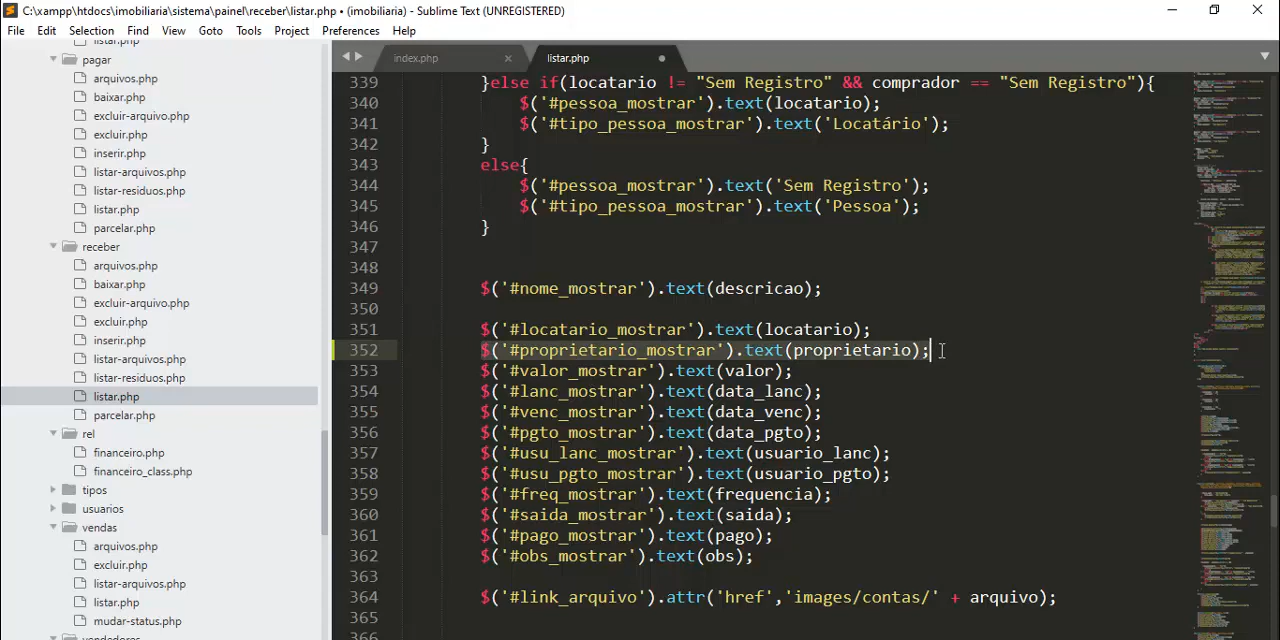 C:\xampp\htdocs\imobiliaria\sistema\painel\receber\listar.php • (imobiliaria) - Sublime Text (UNREGISTERED)
File Edit Selection Find View Goto Tools Project Preferences Help
listar.php
pagar
arquivos.php
baixar.php
excluir-arquivo.php
excluir.php
inserir.php
listar-arquivos.php
listar-residuos.php
listar.php
parcelar.php
receber
arquivos.php
baixar.php
excluir-arquivo.php
excluir.php
inserir.php
listar-arquivos.php
listar-residuos.php
listar.php
parcelar.php
rel
financeiro.php
financeiro_class.php
tipos
usuarios
vendas
arquivos.php
excluir.php
listar-arquivos.php
listar.php
mudar-status.php
vendedores
index.php listar.php
339 }else if(locatario != "Sem Registro" && comprador == "Sem Registro"){
340 $('#pessoa_mostrar').text(locatario);
341 $('#tipo_pessoa_mostrar').text('Locatário');
342 }
343 else{
344 $('#pessoa_mostrar').text('Sem Registro');
345 $('#tipo_pessoa_mostrar').text('Pessoa');
346 }
347
348
349 $('#nome_mostrar').text(descricao);
350
351 $('#locatario_mostrar').text(locatario);
352 $('#proprietario_mostrar').text(proprietario);
353 $('#valor_mostrar').text(valor);
354 $('#lanc_mostrar').text(data_lanc);
355 $('#venc_mostrar').text(data_venc);
356 $('#pgto_mostrar').text(data_pgto);
357 $('#usu_lanc_mostrar').text(usuario_lanc);
358 $('#usu_pgto_mostrar').text(usuario_pgto);
359 $('#freq_mostrar').text(frequencia);
360 $('#saida_mostrar').text(saida);
361 $('#pago_mostrar').text(pago);
362 $('#obs_mostrar').text(obs);
363
364 $('#link_arquivo').attr('href','images/contas/' + arquivo);
365
366